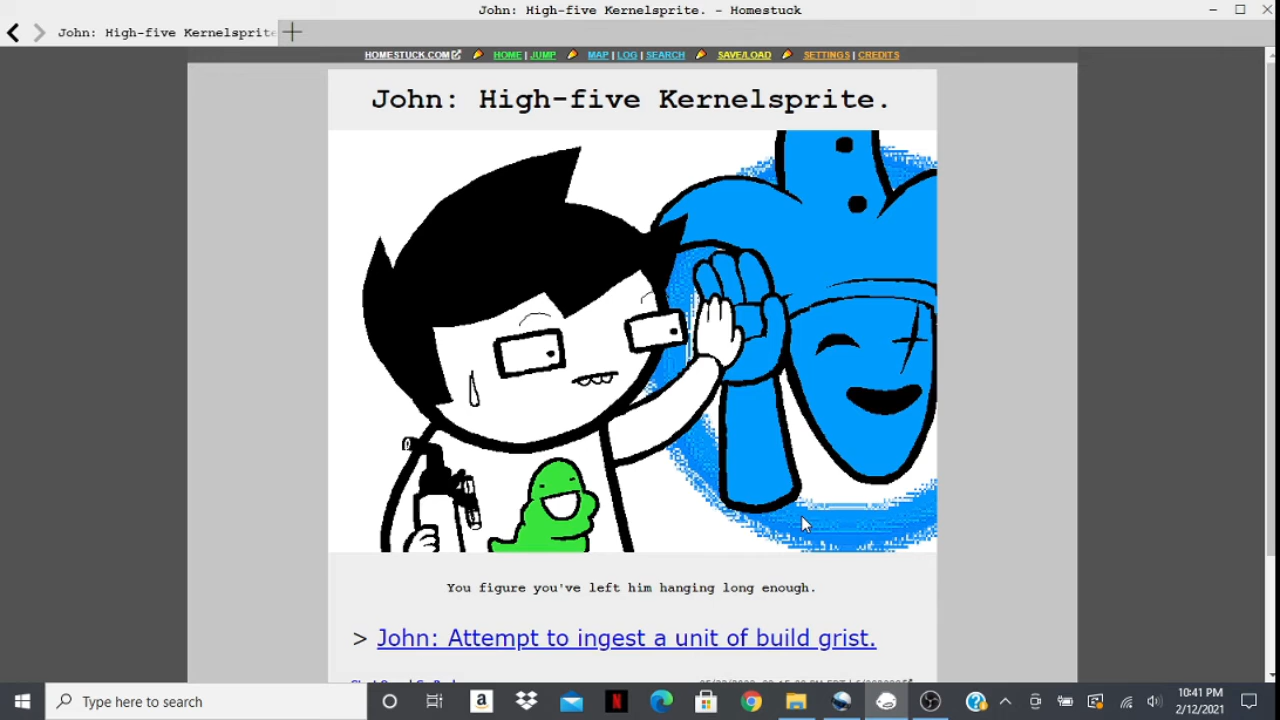 John: High-five Kernelsprite. - Homestuck
John: High-five Kernelsprite
HOMESTUCK.COM HOME | JUMP MAP | LOG | SEARCH SAVE/LOAD SETTINGS | CREDITS
John: High-five Kernelsprite.
You figure you've left him hanging long enough.
> John: Attempt to ingest a unit of build grist.
Type here to search
10:41 PM
2/12/2021